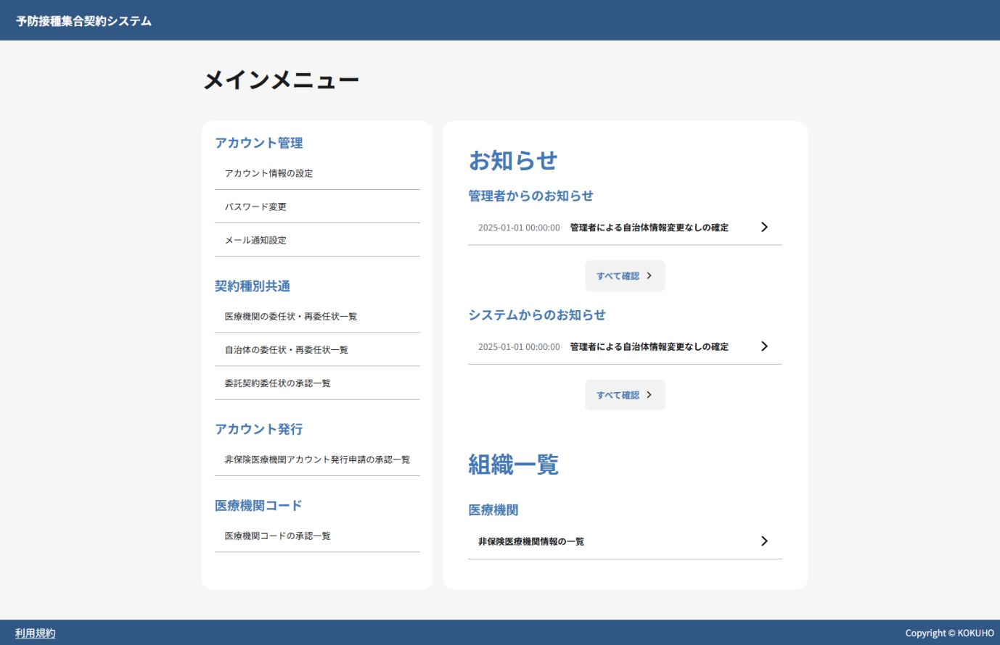 予防接種集合契約システム
メインメニュー
アカウント管理
アカウント情報の設定
パスワード変更
メール通知設定
契約種別共通
医療機関の委任状・再委任状一覧
自治体の委任状・再委任状一覧
委託契約委任状の承認一覧
アカウント発行
非保険医療機関アカウント発行申請の承認一覧
医療機関コード
医療機関コードの承認一覧
お知らせ
管理者からのお知らせ
2025-01-01 00:00:00 管理者による自治体情報変更なしの確定
すべて確認
システムからのお知らせ
2025-01-01 00:00:00 管理者による自治体情報変更なしの確定
すべて確認
組織一覧
医療機関
非保険医療機関情報の一覧
利用規約
Copyright © KOKUHO